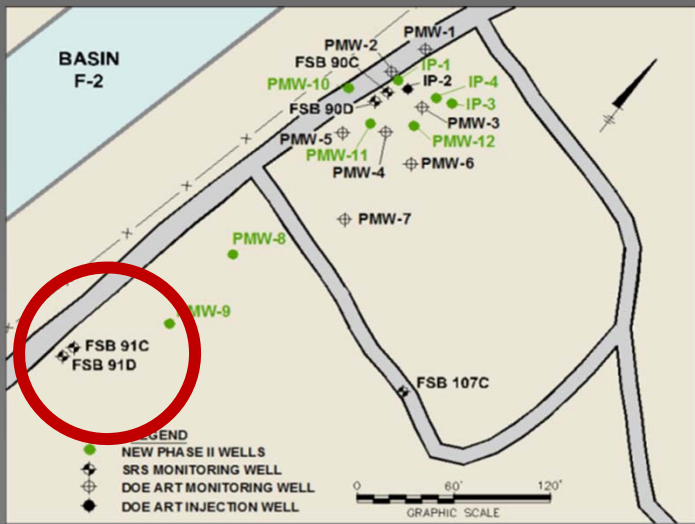 BASIN
F-2
PMW-1
PMW-2
FSB 90C
IP-1
PMW-10
IP-2
IP-4
IP-3
FSB 90D
PMW-3
PMW-5
PMW-12
PMW-11
PMW-4
PMW-6
PMW-7
PMW-8
PMW-9
FSB 91C
FSB 91D
FSB 107C
LEGEND
NEW PHASE II WELLS
SRS MONITORING WELL
DOE ART MONITORING WELL
DOE ART INJECTION WELL
0 60' 120'
GRAPHIC SCALE